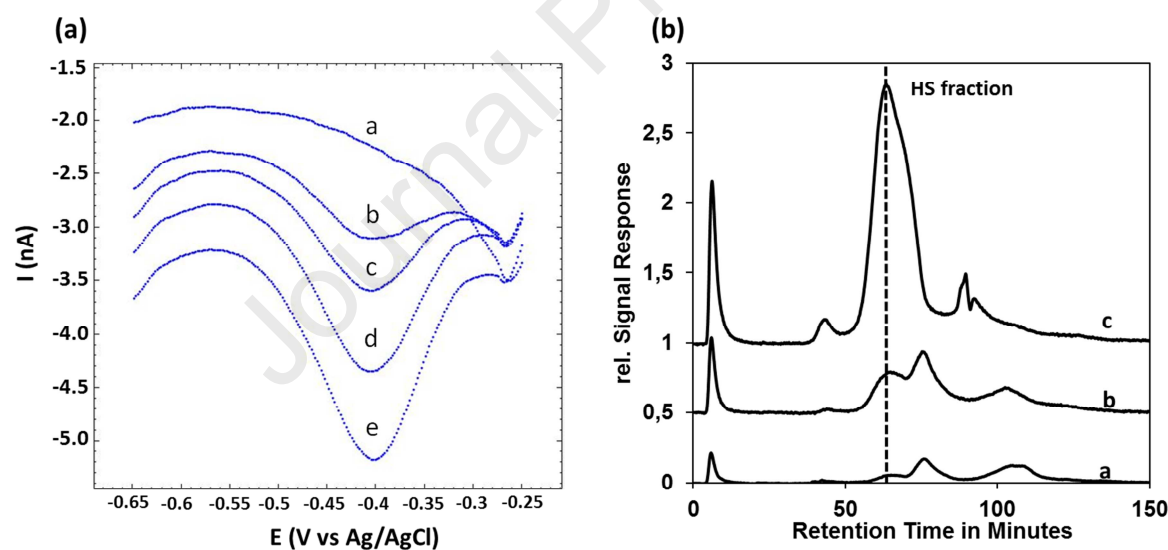 (a)
-1.5
-2.0
-2.5
-3.0
-3.5
-4.0
-4.5
-5.0
I (nA)
a
b
c
d
e
-0.65 -0.6 -0.55 -0.5 -0.45 -0.4 -0.35 -0.3 -0.25
E (V vs Ag/AgCl)
Journal Pr
(b)
3
2,5
2
1,5
1
0,5
0
rel. Signal Response
HS fraction
c
b
a
0 50 100 150
Retention Time in Minutes